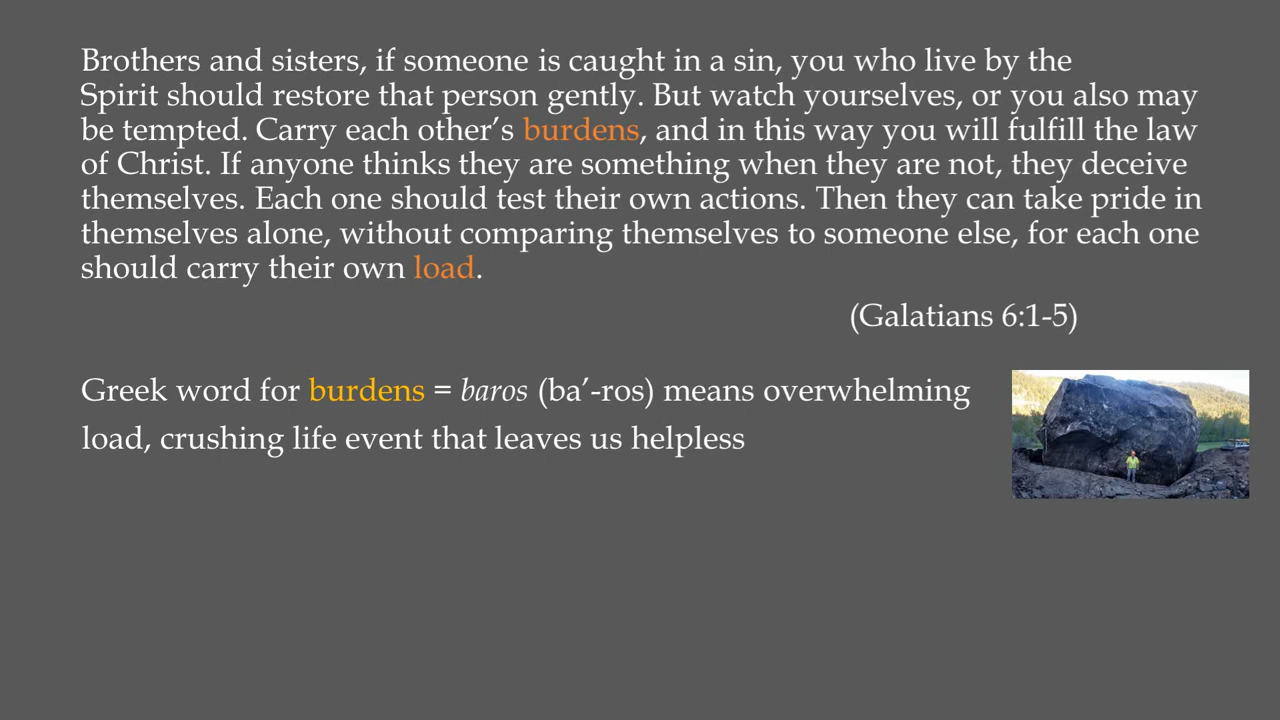 Brothers and sisters, if someone is caught in a sin, you who live by the
Spirit should restore that person gently. But watch yourselves, or you also may
be tempted. Carry each other’s burdens, and in this way you will fulfill the law
of Christ. If anyone thinks they are something when they are not, they deceive
themselves. Each one should test their own actions. Then they can take pride in
themselves alone, without comparing themselves to someone else, for each one
should carry their own load.
(Galatians 6:1-5)
Greek word for burdens = baros (ba’-ros) means overwhelming
load, crushing life event that leaves us helpless